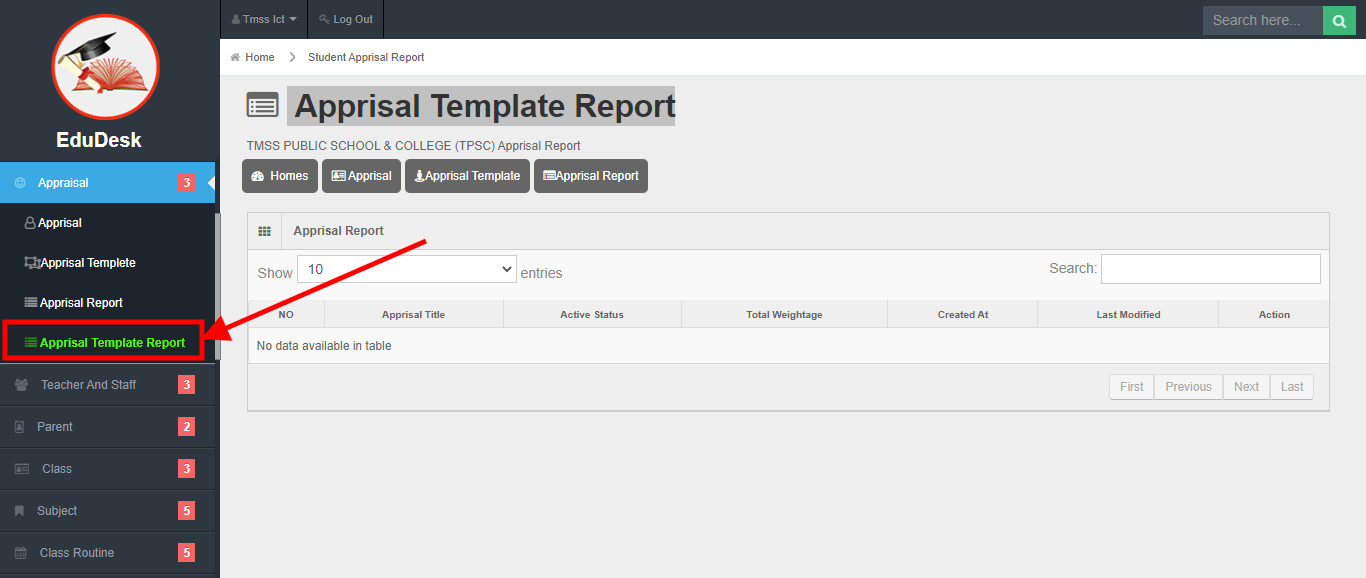 Tmss Ict
Log Out
Search here...
EduDesk
Home
Student Apprisal Report
Apprisal Template Report
TMSS PUBLIC SCHOOL & COLLEGE (TPSC) Apprisal Report
Homes
Apprisal
Apprisal Template
Apprisal Report
Appraisal 3
Apprisal
Apprisal Templete
Apprisal Report
Apprisal Template Report
Teacher And Staff 3
Parent 2
Class 3
Subject 5
Class Routine 5
Apprisal Report
Show 10 entries
Search:
NO Apprisal Title Active Status Total Weightage Created At Last Modified Action
No data available in table
First Previous Next Last